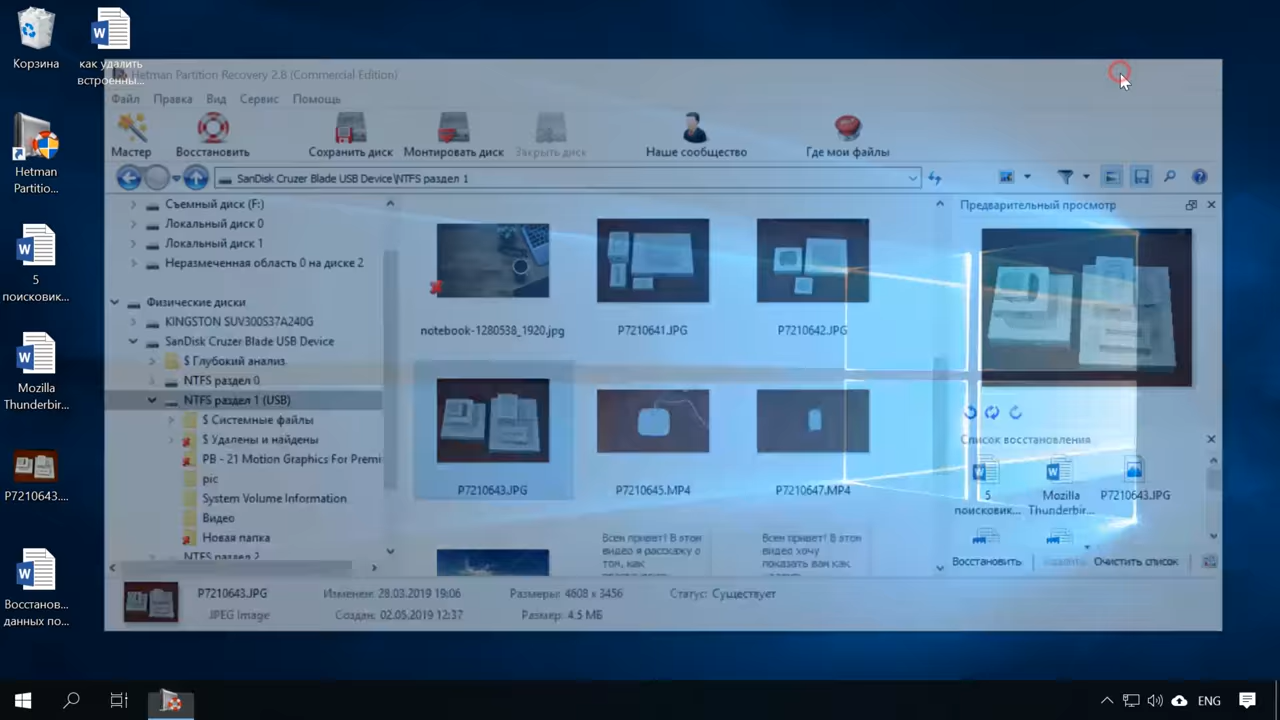 Корзина
как удалить
встроенны...
Hetman
Partitio...
5
поисковик...
Mozilla
Thunderbir...
P7210643....
Восстанов...
данных по...
Hetman Partition Recovery 2.8 (Commercial Edition)
Файл Правка Вид Сервис Помощь
Мастер Восстановить Сохранить диск Монтировать диск Закрыть диск Наше сообщество Где мои файлы
SanDisk Cruzer Blade USB Device\NTFS раздел 1
Съемный диск (F:)
Локальный диск 0
Локальный диск 1
Неразмеченная область 0 на диске 2
Физические диски
KINGSTON SUV300S37A240G
SanDisk Cruzer Blade USB Device
$ Глубокий анализ
NTFS раздел 0
NTFS раздел 1 (USB)
$ Системные файлы
$ Удалены и найдены
PB - 21 Motion Graphics For Premi
pic
System Volume Information
Видео
Новая папка
NTFS раздел 2
notebook-1280538_1920.jpg P7210641.JPG P7210642.JPG
P7210643.JPG P7210645.MP4 P7210647.MP4
Всем привет! В этом
видео я расскажу о
том, как
Всем привет! В этом
видео хочу
показать вам как
Предварительный просмотр
Список восстановления
5
поисковик...
Mozilla
Thunderbir...
P7210643.JPG
Восстановить Удалить Очистить список
P7210643.JPG Изменен: 28.03.2019 19:06 Размеры: 4608 x 3456 Статус: Существует
JPEG Image Создан: 02.05.2019 12:37 Размер: 4.5 МБ
ENG